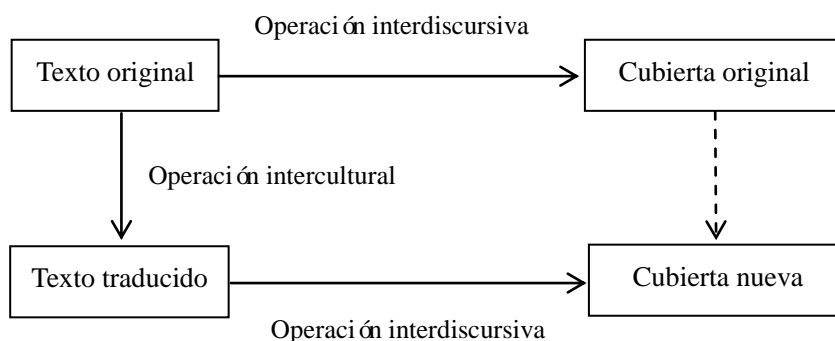 Operación interdiscursiva
Texto original
Cubierta original
Operación intercultural
Texto traducido
Cubierta nueva
Operación interdiscursiva